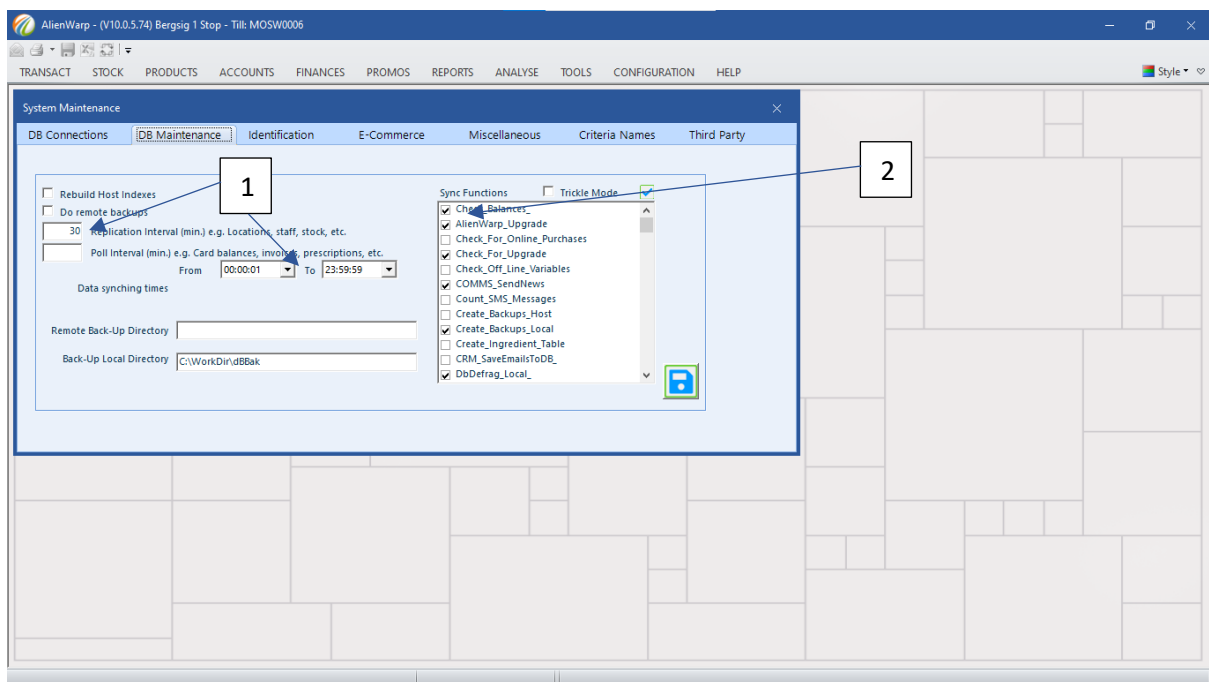 AlienWarp - (V10.0.5.74) Bergsig 1 Stop - Till: MOSW0006
TRANSACT STOCK PRODUCTS ACCOUNTS FINANCES PROMOS REPORTS ANALYSE TOOLS CONFIGURATION HELP Style
System Maintenance
DB Connections DB Maintenance Identification E-Commerce Miscellaneous Criteria Names Third Party
1
2
Rebuild Host Indexes
Do remote backups
30 Replication Interval (min.) e.g. Locations, staff, stock, etc.
Poll Interval (min.) e.g. Card balances, invoices, prescriptions, etc.
From 00:00:01 To 23:59:59
Data synching times
Remote Back-Up Directory
Back-Up Local Directory C:\WorkDir\dBBak
Sync Functions Trickle Mode
Check_Balances_
AlienWarp_Upgrade
Check_For_Online_Purchases
Check_For_Upgrade
Check_Off_Line_Variables
COMMS_SendNews
Count_SMS_Messages
Create_Backups_Host
Create_Backups_Local
Create_Ingredient_Table
CRM_SaveEmailsToDB_
DbDefrag_Local_